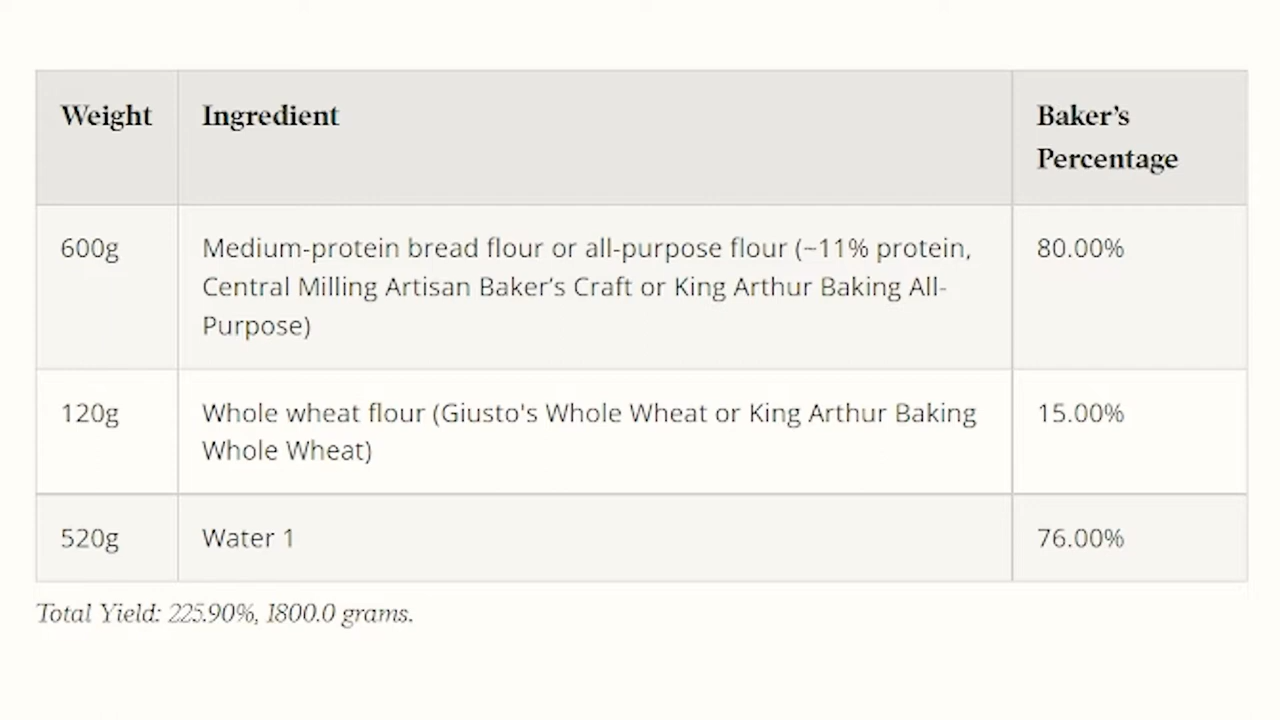 Weight Ingredient Baker’s
Percentage
600g Medium-protein bread flour or all-purpose flour (~11% protein, 80.00%
Central Milling Artisan Baker’s Craft or King Arthur Baking All-
Purpose)
120g Whole wheat flour (Giusto's Whole Wheat or King Arthur Baking 15.00%
Whole Wheat)
520g Water 1 76.00%
Total Yield: 225.90%, 1800.0 grams.